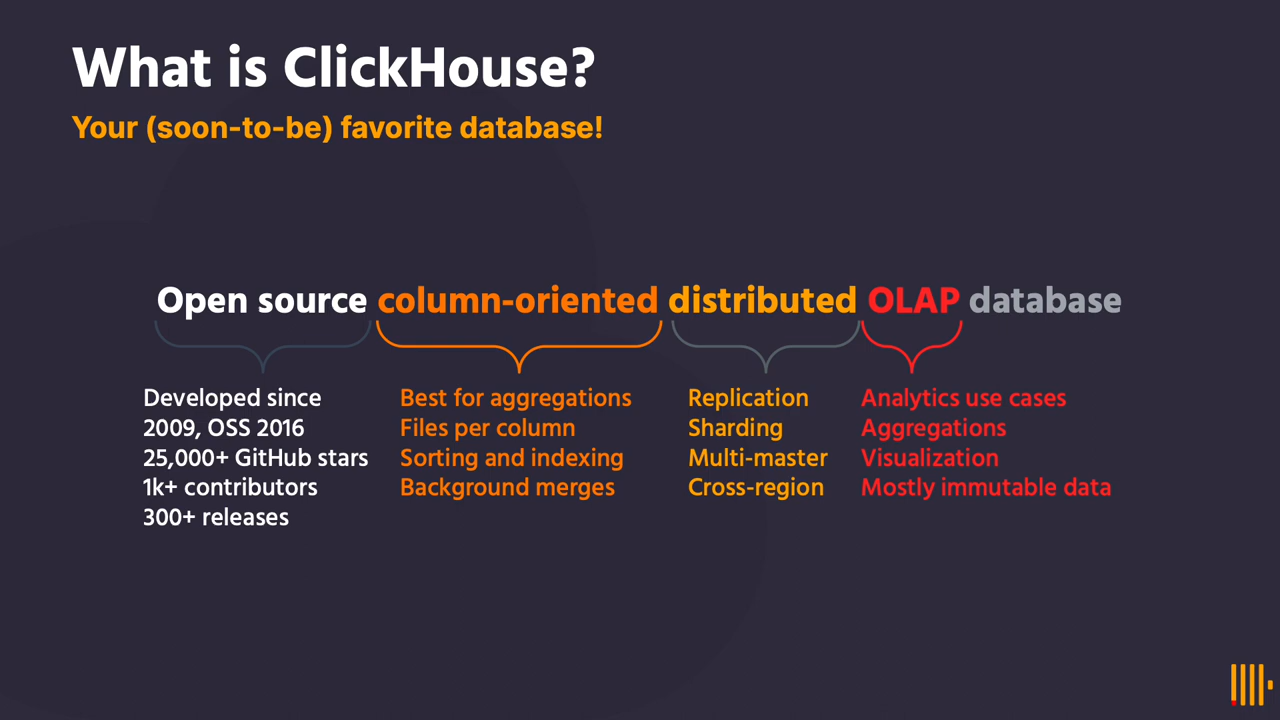 What is ClickHouse?
Your (soon-to-be) favorite database!
Open source column-oriented distributed OLAP database
Developed since
2009, OSS 2016
25,000+ GitHub stars
1k+ contributors
300+ releases
Best for aggregations
Files per column
Sorting and indexing
Background merges
Replication
Sharding
Multi-master
Cross-region
Analytics use cases
Aggregations
Visualization
Mostly immutable data